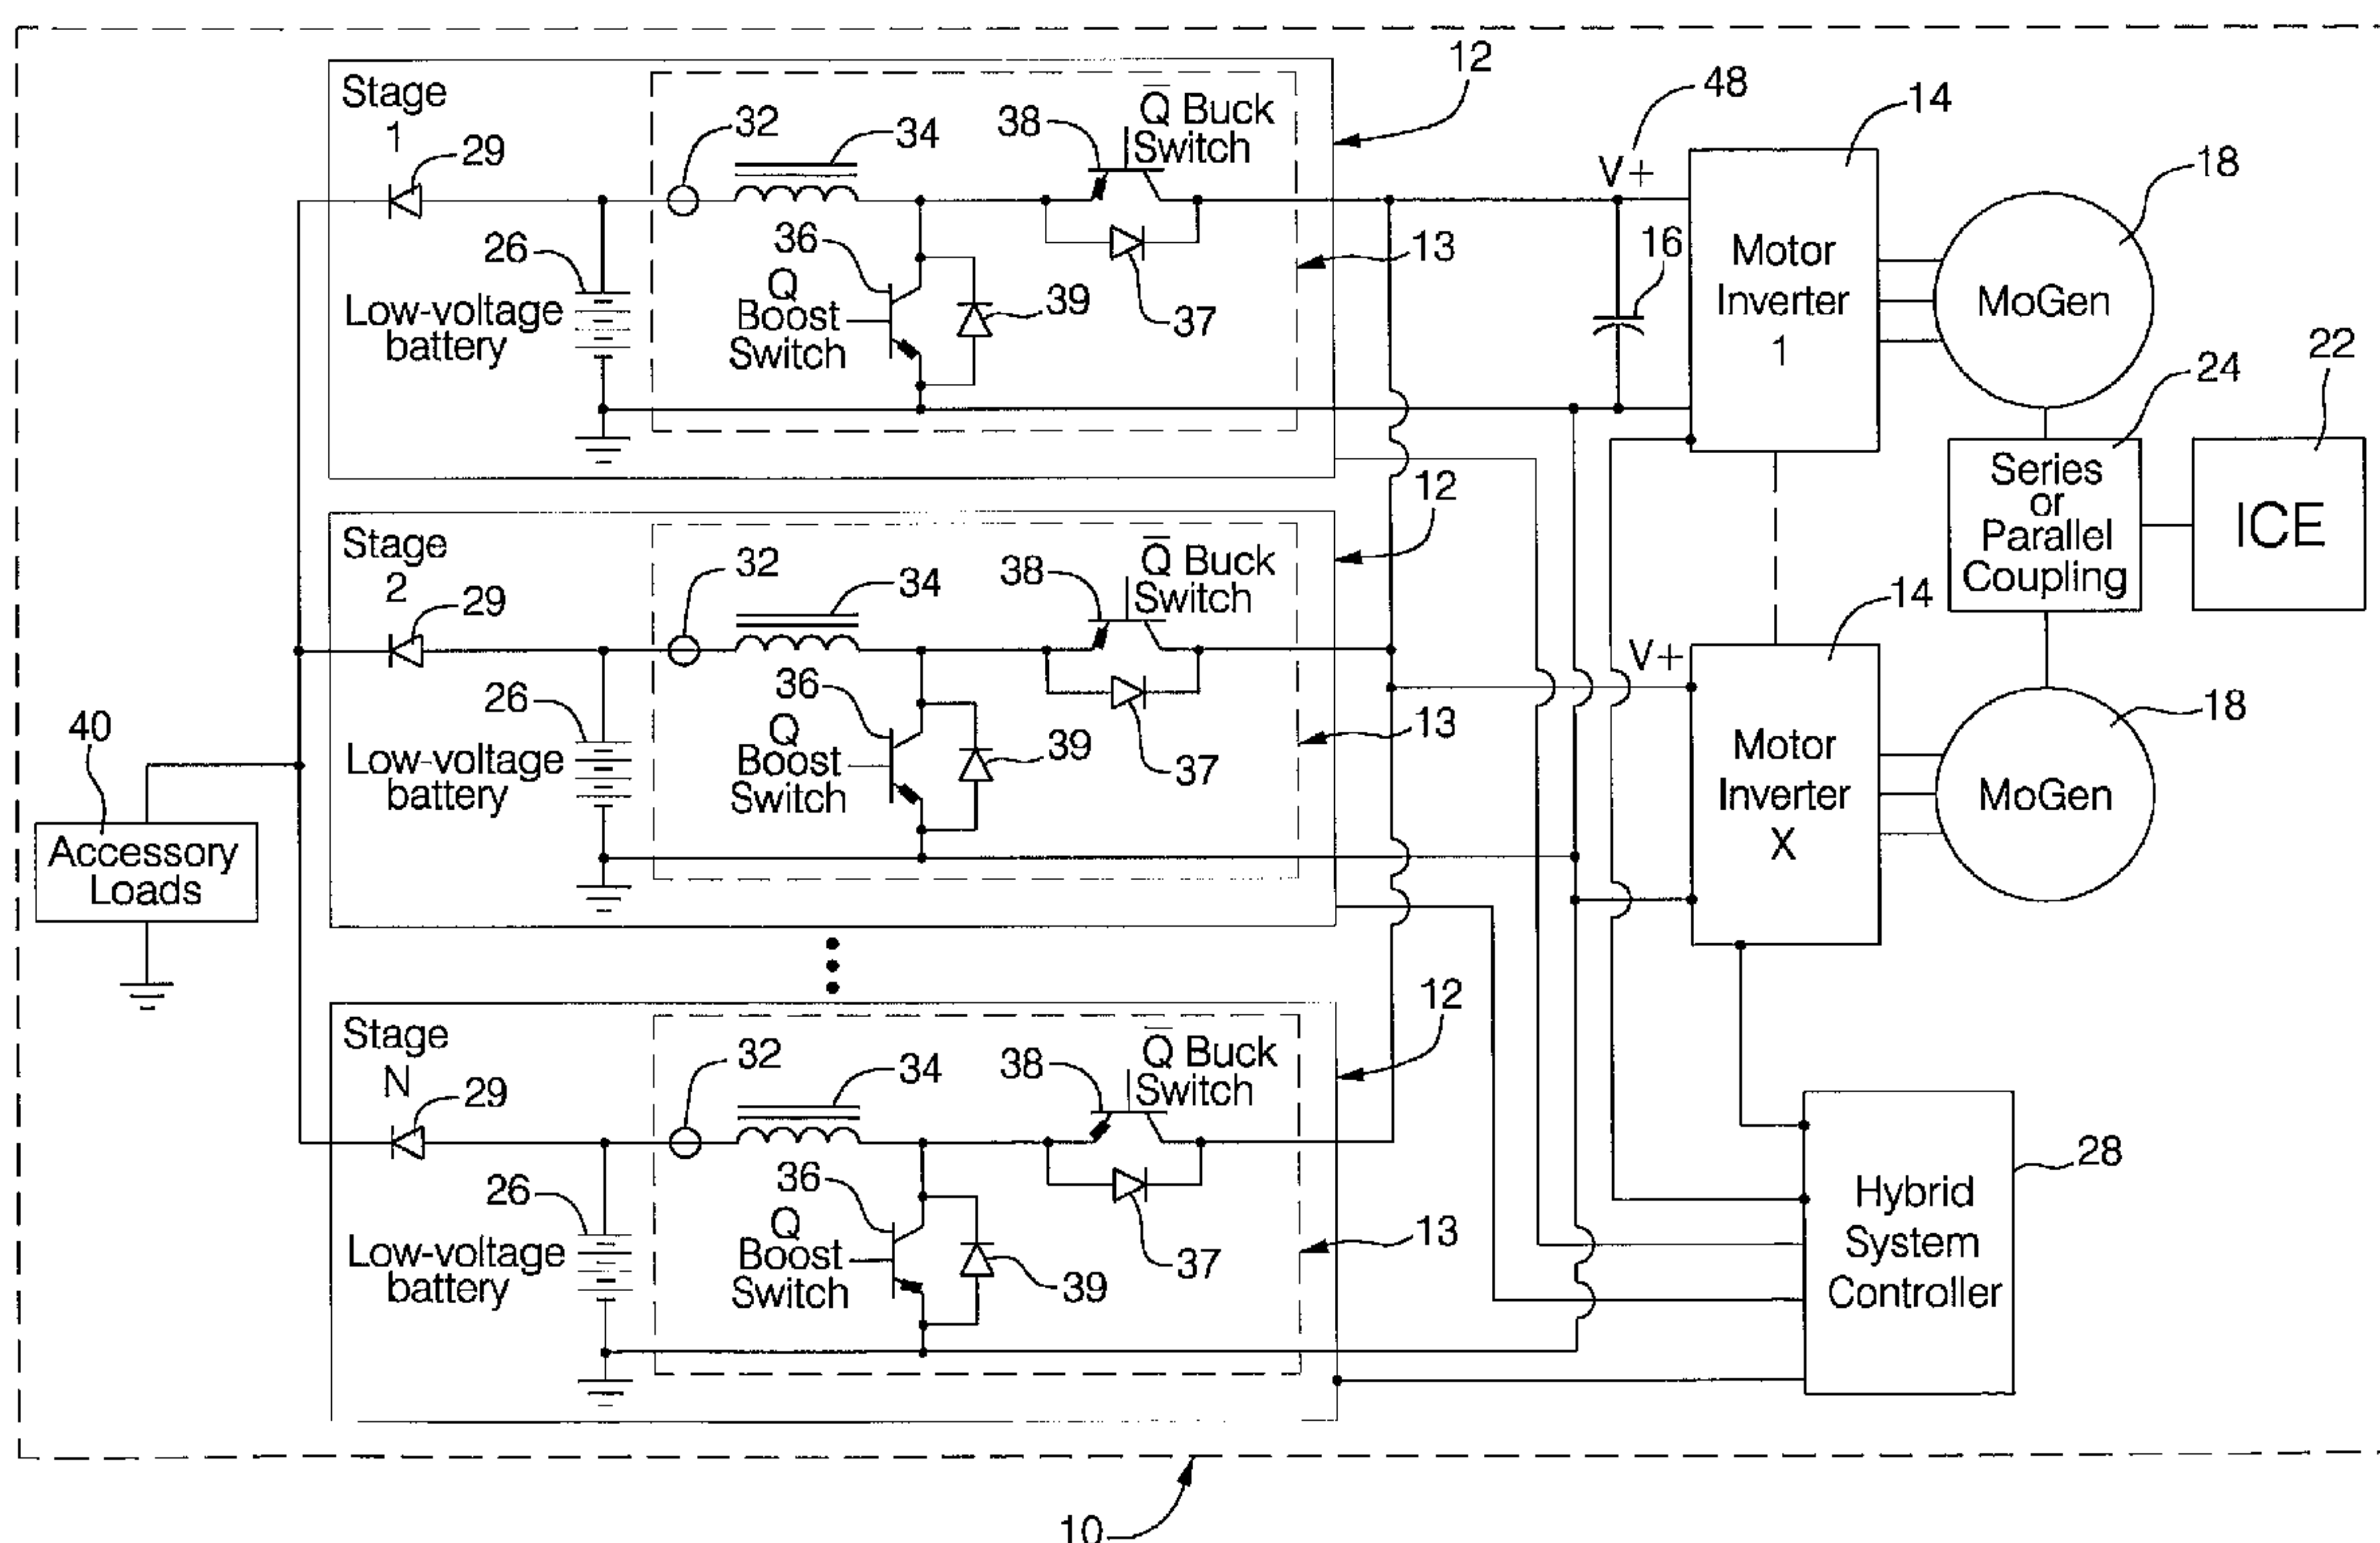 Stage
1
29
26
Low-voltage
battery
32
34
38
Q̅ Buck
Switch
36
Q
Boost
Switch
39
37
12
13
48
V+
16
14
Motor
Inverter
1
18
MoGen
24
22
Series
or
Parallel
Coupling
ICE
Stage
2
29
26
Low-voltage
battery
32
34
38
Q̅ Buck
Switch
36
Q
Boost
Switch
39
37
12
13
V+
14
Motor
Inverter
X
18
MoGen
40
Accessory
Loads
Stage
N
29
26
Low-voltage
battery
32
34
38
Q̅ Buck
Switch
36
Q
Boost
Switch
39
37
12
13
28
Hybrid
System
Controller
10